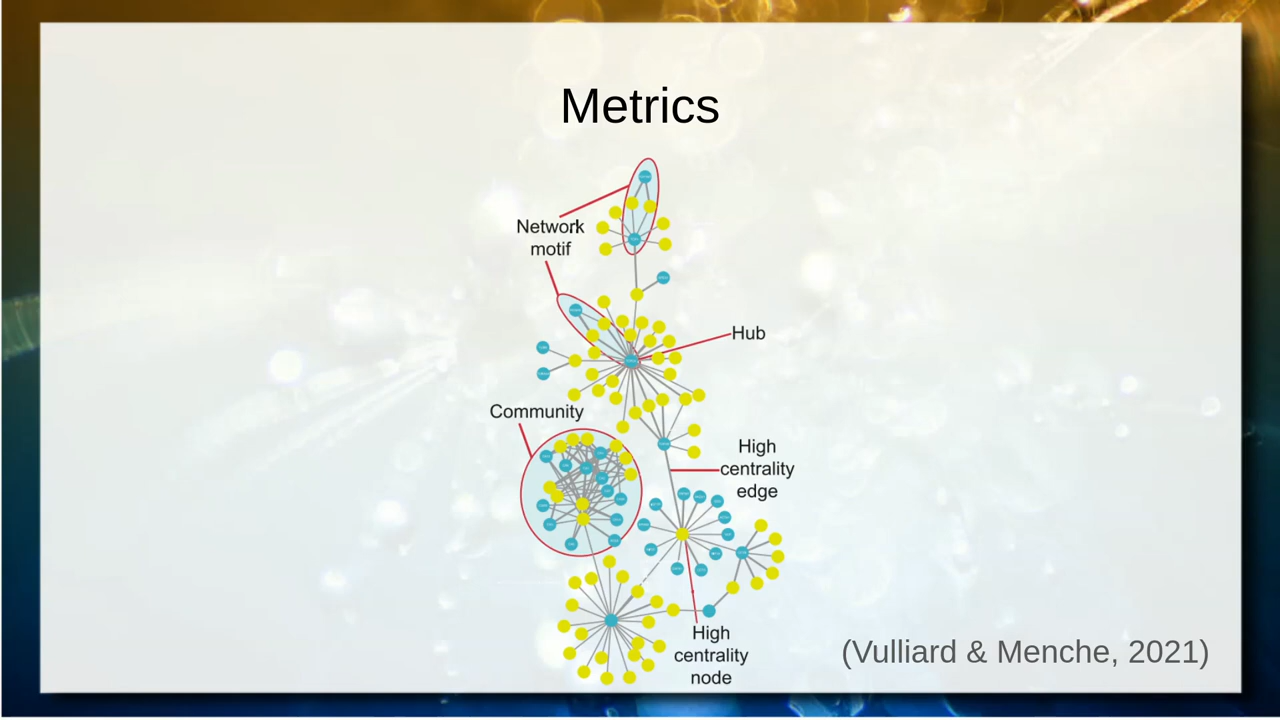 Metrics
Network
motif
Hub
Community
High
centrality
edge
High
centrality
node
(Vulliard & Menche, 2021)